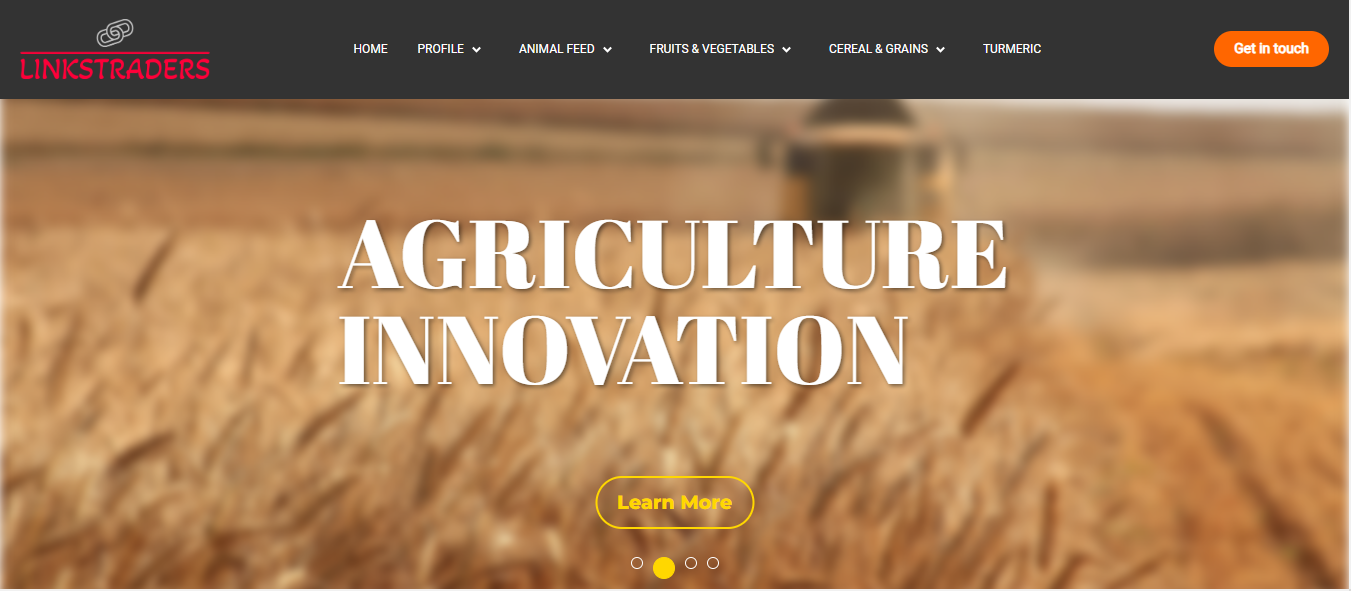 LINKSTRADERS
HOME PROFILE ANIMAL FEED FRUITS & VEGETABLES CEREAL & GRAINS TURMERIC
Get in touch
AGRICULTURE
INNOVATION
Learn More